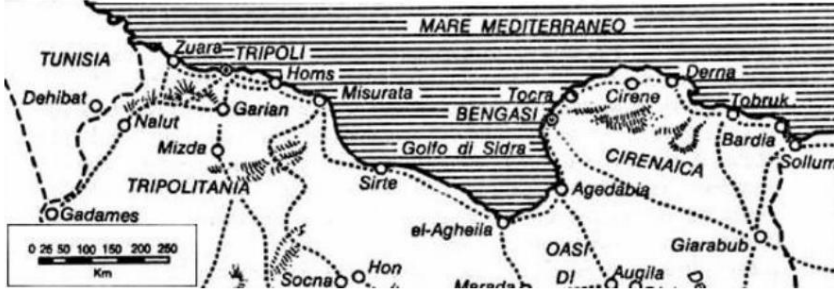 MARE MEDITERRANEO
TUNISIA
Zuara
TRIPOLI
Homs
Derna
Dehibat
Misurata
Tocra
Cirene
Tobruk
Nalut
Garian
BENGASI
Bardia
Mizda
Golfo di Sidra
CIRENAICA
Sollum
TRIPOLITANIA
Sirte
Agedábia
Gadames
el-Agheila
Giarabub
0 25 50 100 150 200 250
Km
OASI
Socna
Hon
Marada
DI
Augila